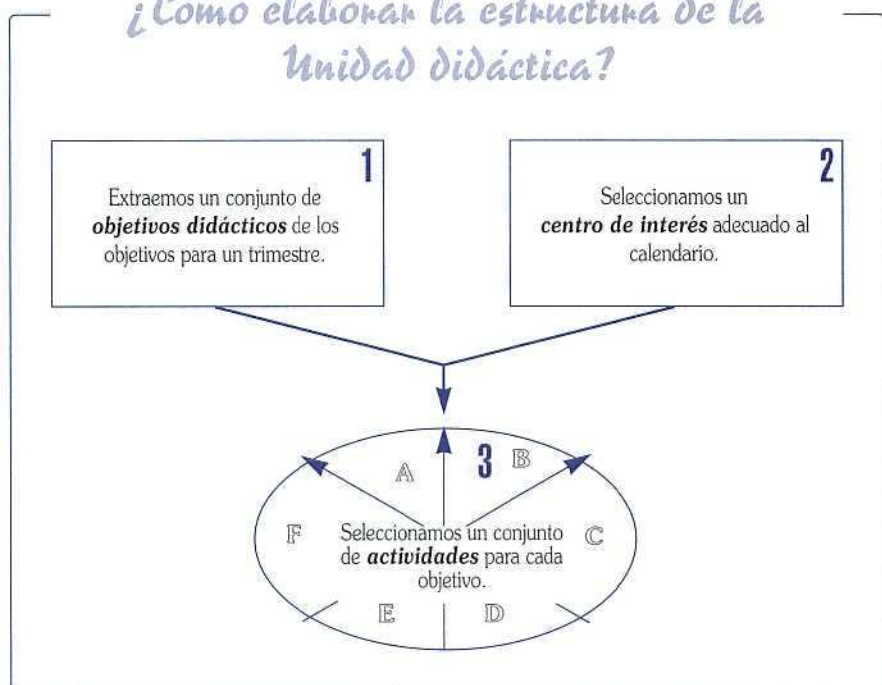 ¿Cómo elaborar la estructura de la
Unidad didáctica?
1
Extraemos un conjunto de
objetivos didácticos de los
objetivos para un trimestre.
2
Seleccionamos un
centro de interés adecuado al
calendario.
3
A
B
F
Seleccionamos un conjunto
de actividades para cada
objetivo.
C
E
D